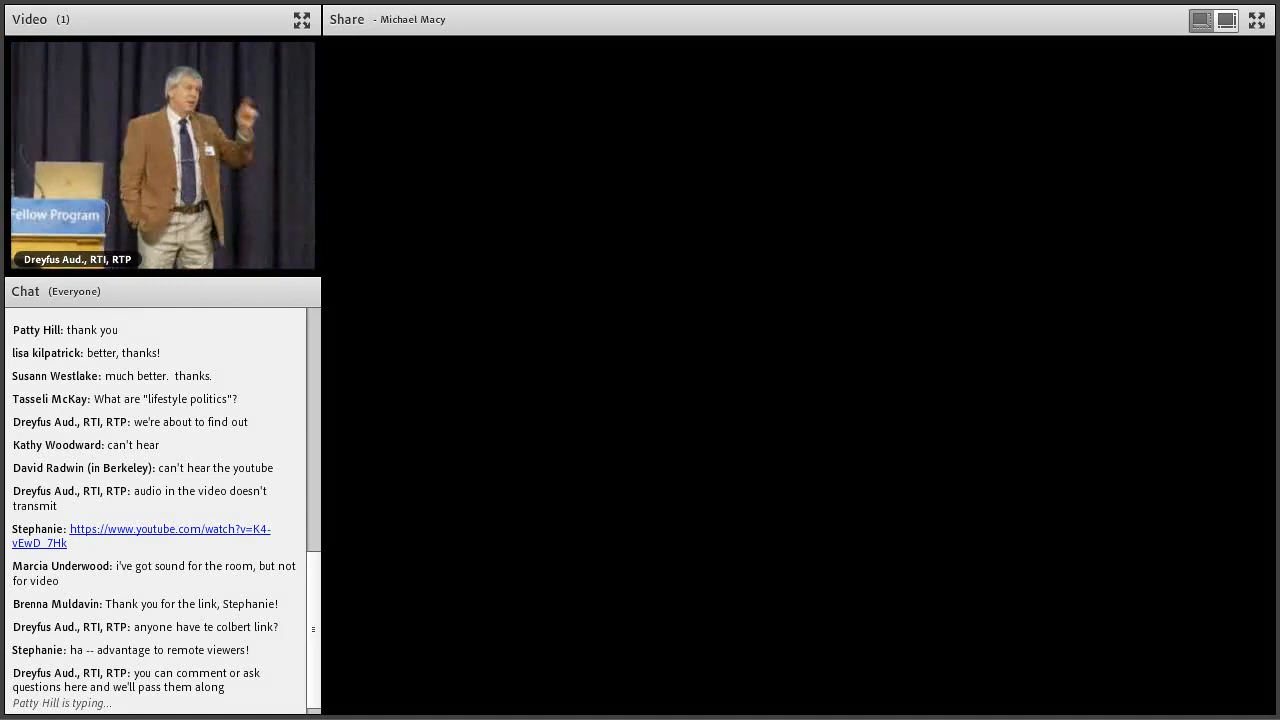 Video (1)
Share - Michael Macy
Fellow Program
Dreyfus Aud., RTI, RTP
Chat (Everyone)
Patty Hill: thank you
lisa kilpatrick: better, thanks!
Susann Westlake: much better. thanks.
Tasseli McKay: What are "lifestyle politics"?
Dreyfus Aud., RTI, RTP: we're about to find out
Kathy Woodward: can't hear
David Radwin (in Berkeley): can't hear the youtube
Dreyfus Aud., RTI, RTP: audio in the video doesn't
transmit
Stephanie: https://www.youtube.com/watch?v=K4-
vEwD_7Hk
Marcia Underwood: i've got sound for the room, but not
for video
Brenna Muldavin: Thank you for the link, Stephanie!
Dreyfus Aud., RTI, RTP: anyone have te colbert link?
Stephanie: ha -- advantage to remote viewers!
Dreyfus Aud., RTI, RTP: you can comment or ask
questions here and we'll pass them along
Patty Hill is typing...